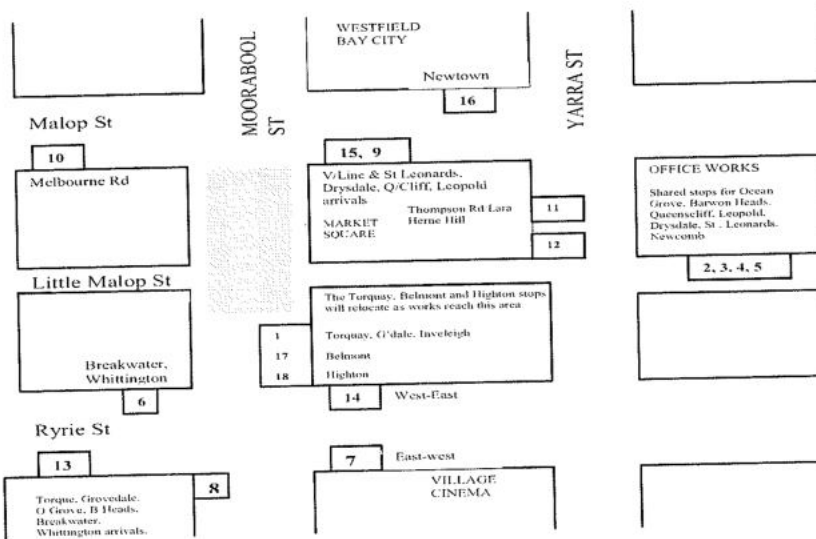 WESTFIELD
BAY CITY
Newtown
16
MOORABOOL
ST
YARRA ST
Malop St
10
Melbourne Rd
15, 9
V/Line & St Leonards.
Drysdale, Q/Cliff, Leopold
arrivals
MARKET
SQUARE
Thompson Rd/Lara
Herne Hill
11
12
OFFICE WORKS
Shared stops for Ocean
Grove, Barwon Heads.
Queenscliff, Leopold,
Drysdale, St . Leonards.
Newcomb
2, 3, 4, 5
Little Malop St
The Torquay, Belmont and Highton stops
will relocate as works reach this area
1
Torquay, G'dale, Inveleigh
17
Belmont
18
Highton
Breakwater,
Whittington
6
14
West-East
Ryrie St
13
8
7
East-west
Torque, Grovedale.
O Grove, B Heads.
Breakwater.
Whittington arrivals.
VILLAGE
CINEMA